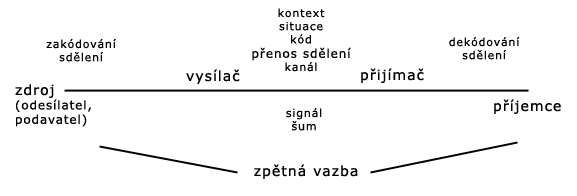 kontext
situace
kód
přenos sdělení
kanál
zakódování
sdělení
dekódování
sdělení
vysílač
přijímač
zdroj
(odesílatel,
podavatel)
příjemce
signál
šum
zpětná vazba